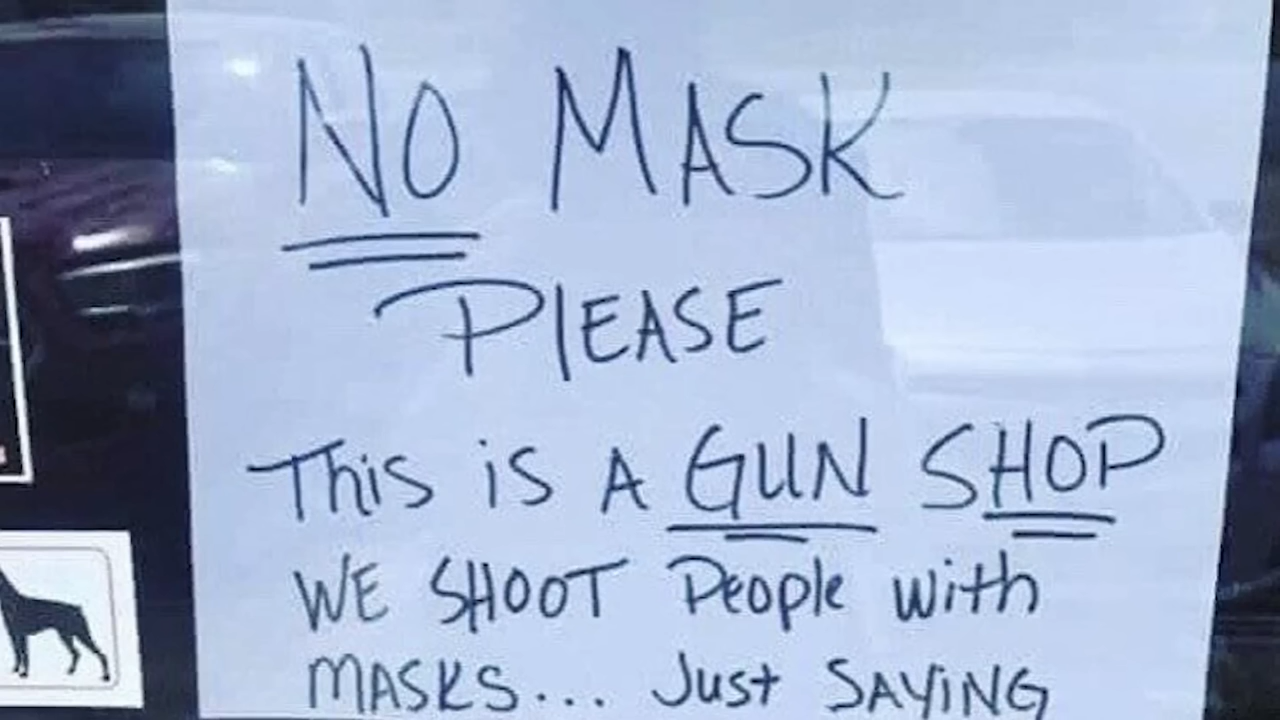 NO MASK
PLEASE
This is A GUN SHOP
WE SHOOT People with
MASKS... Just SAYING